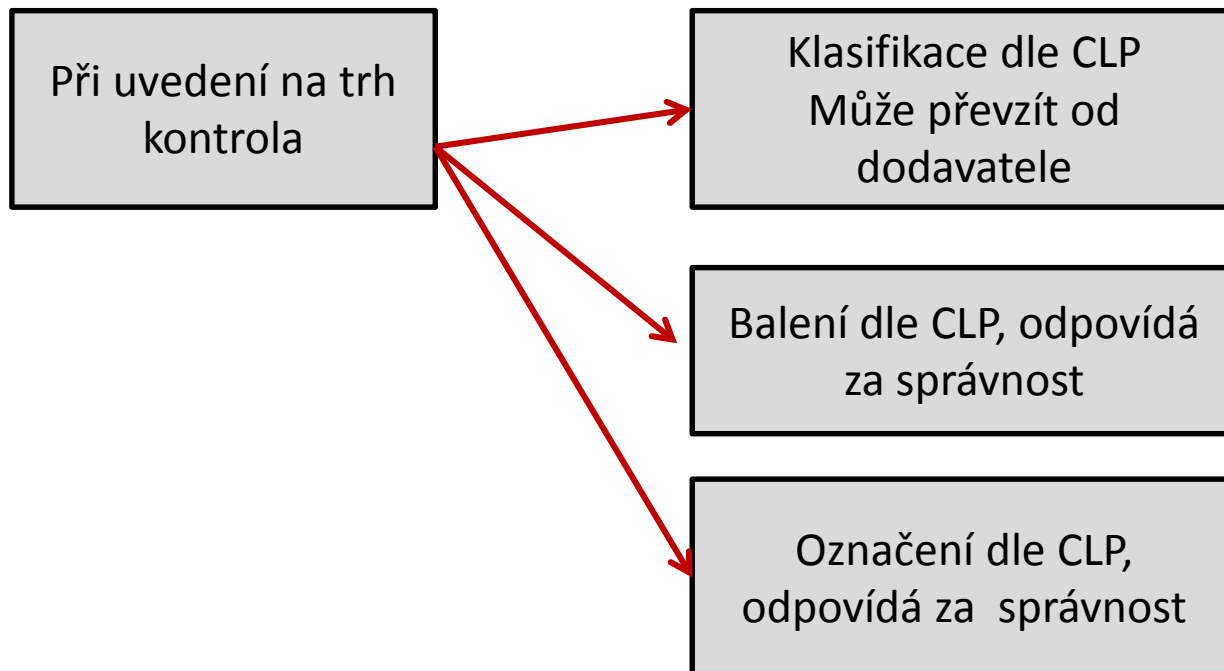 Při uvedení na trh
kontrola
Klasifikace dle CLP
Může převzít od
dodavatele
Balení dle CLP, odpovídá
za správnost
Označení dle CLP,
odpovídá za  správnost